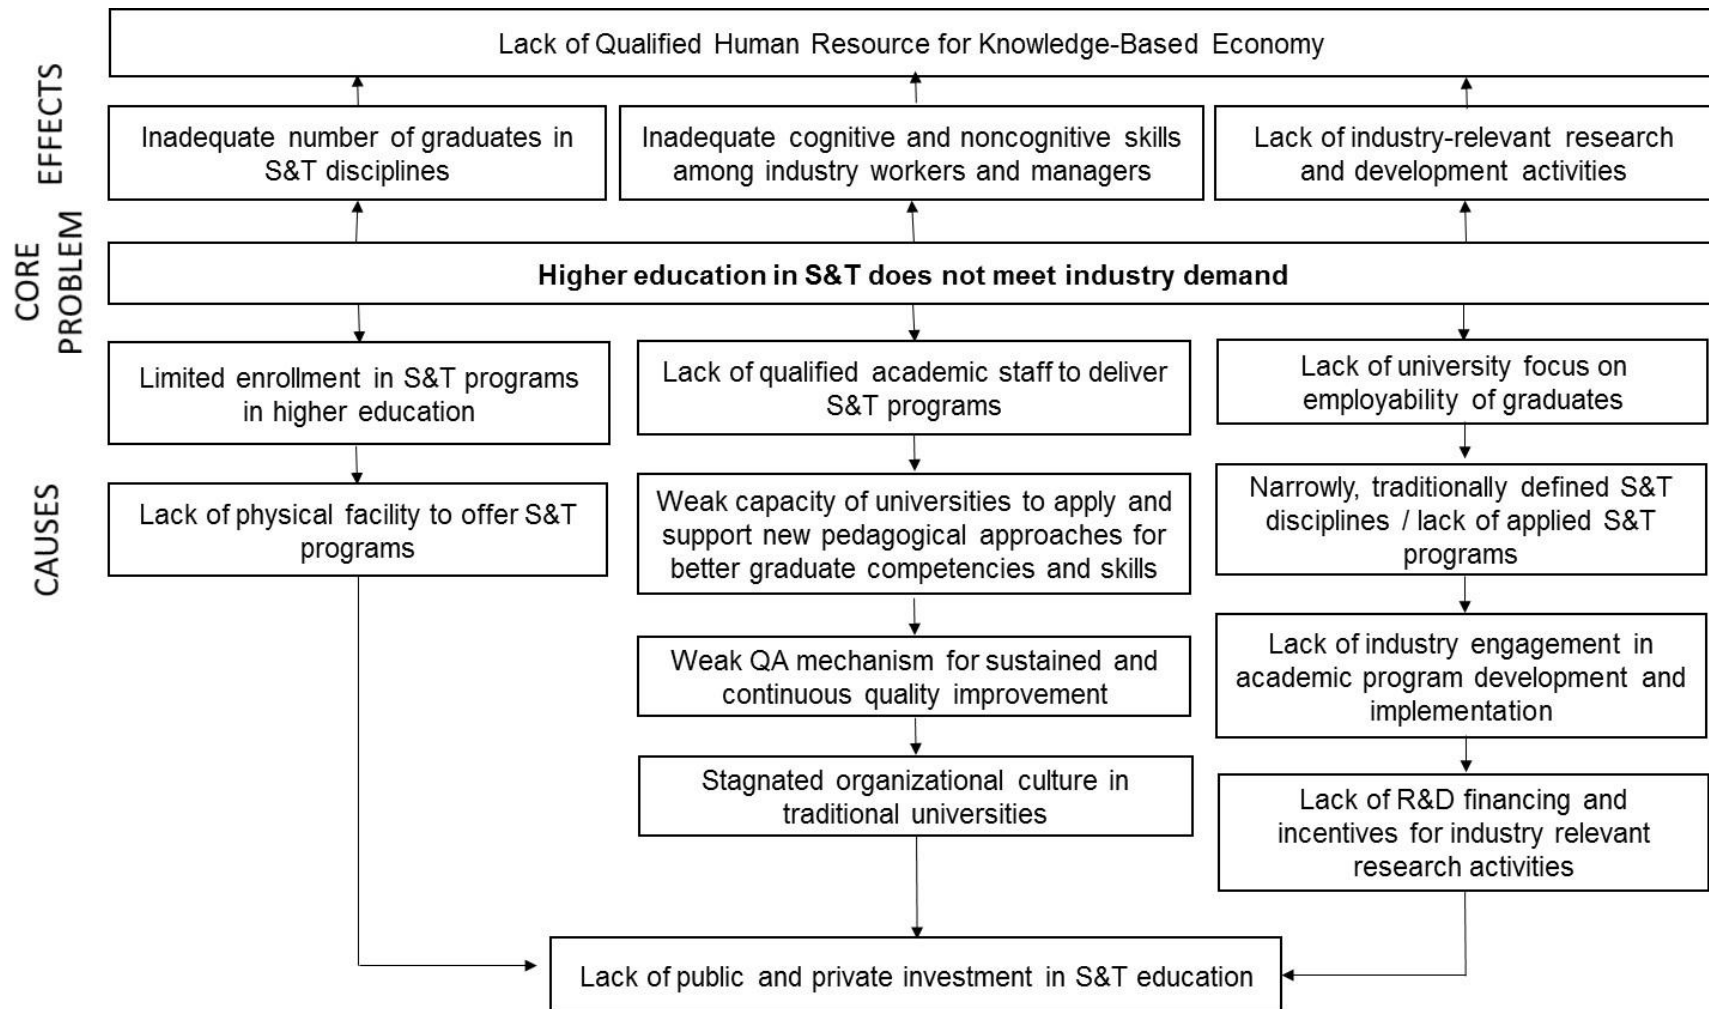 Lack of Qualified Human Resource for Knowledge-Based Economy
EFFECTS
Inadequate number of graduates in
S&T disciplines
Inadequate cognitive and noncognitive skills
among industry workers and managers
Lack of industry-relevant research
and development activities
CORE
PROBLEM
Higher education in S&T does not meet industry demand
CAUSES
Limited enrollment in S&T programs
in higher education
Lack of physical facility to offer S&T
programs
Lack of qualified academic staff to deliver
S&T programs
Weak capacity of universities to apply and
support new pedagogical approaches for
better graduate competencies and skills
Weak QA mechanism for sustained and
continuous quality improvement
Stagnated organizational culture in
traditional universities
Lack of university focus on
employability of graduates
Narrowly, traditionally defined S&T
disciplines / lack of applied S&T
programs
Lack of industry engagement in
academic program development and
implementation
Lack of R&D financing and
incentives for industry relevant
research activities
Lack of public and private investment in S&T education